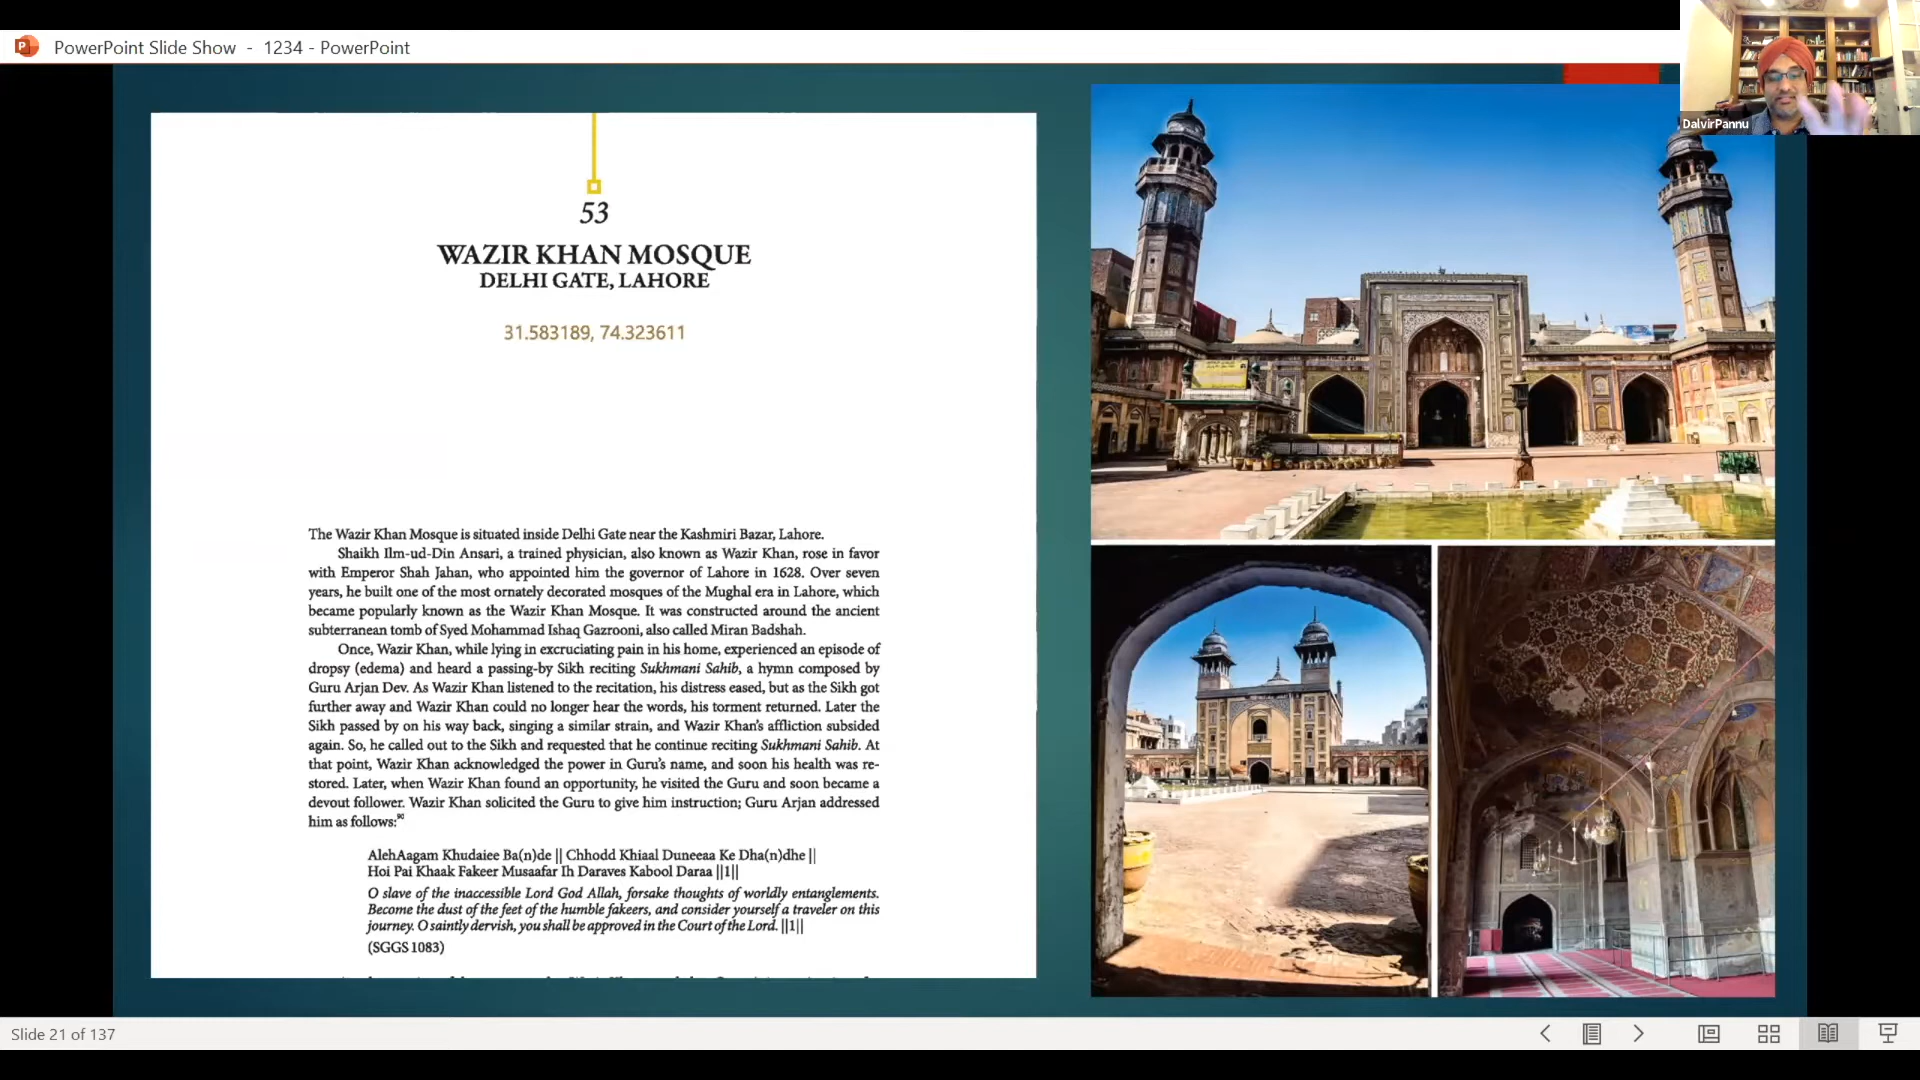 PowerPoint Slide Show - 1234 - PowerPoint
DalvirPannu
53
WAZIR KHAN MOSQUE
DELHI GATE, LAHORE
31.583189, 74.323611
The Wazir Khan Mosque is situated inside Delhi Gate near the Kashmiri Bazar, Lahore.
Shaikh Ilm-ud-Din Ansari, a trained physician, also known as Wazir Khan, rose in favor
with Emperor Shah Jahan, who appointed him the governor of Lahore in 1628. Over seven
years, he built one of the most ornately decorated mosques of the Mughal era in Lahore, which
became popularly known as the Wazir Khan Mosque. It was constructed around the ancient
subterranean tomb of Syed Mohammad Ishaq Gazrooni, also called Miran Badshah.
Once, Wazir Khan, while lying in excruciating pain in his home, experienced an episode of
dropsy (edema) and heard a passing-by Sikh reciting Sukhmani Sahib, a hymn composed by
Guru Arjan Dev. As Wazir Khan listened to the recitation, his distress eased, but as the Sikh got
further away and Wazir Khan could no longer hear the words, his torment returned. Later the
Sikh passed by on his way back, singing a similar strain, and Wazir Khan's affliction subsided
again. So, he called out to the Sikh and requested that he continue reciting Sukhmani Sahib. At
that point, Wazir Khan acknowledged the power in Guru's name, and soon his health was re-
stored. Later, when Wazir Khan found an opportunity, he visited the Guru and soon became a
devout follower. Wazir Khan solicited the Guru to give him instruction; Guru Arjan addressed
him as follows:
AlehAagam Khudaiee Ba(n)de || Chhodd Khiaal Duneeaa Ke Dha(n)dhe ||
Hoi Pai Khaak Fakeer Musaafar Ih Daraves Kabool Daraa ||1||
O slave of the inaccessible Lord God Allah, forsake thoughts of worldly entanglements.
Become the dust of the feet of the humble fakeers, and consider yourself a traveler on this
journey. O saintly dervish, you shall be approved in the Court of the Lord. ||1||
(SGGS 1083)
Slide 21 of 137